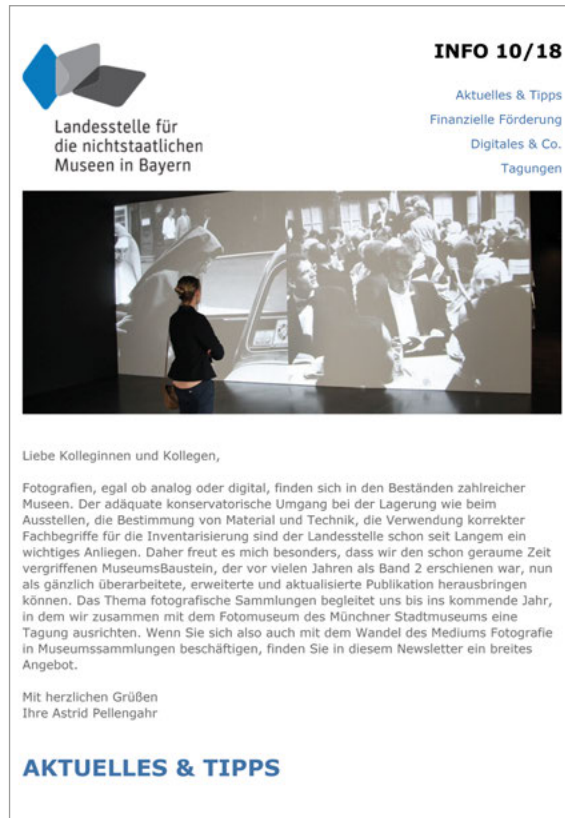 INFO 10/18
Aktuelles & Tipps
Finanzielle Förderung
Digitales & Co.
Tagungen
Landesstelle für
die nichtstaatlichen
Museen in Bayern
Liebe Kolleginnen und Kollegen,
Fotografien, egal ob analog oder digital, finden sich in den Beständen zahlreicher
Museen. Der adäquate konservatorische Umgang bei der Lagerung wie beim
Ausstellen, die Bestimmung von Material und Technik, die Verwendung korrekter
Fachbegriffe für die Inventarisierung sind der Landesstelle schon seit Langem ein
wichtiges Anliegen. Daher freut es mich besonders, dass wir den schon geraume Zeit
vergriffenen MuseumsBaustein, der vor vielen Jahren als Band 2 erschienen war, nun
als gänzlich überarbeitete, erweiterte und aktualisierte Publikation herausbringen
können. Das Thema fotografische Sammlungen begleitet uns bis ins kommende Jahr,
in dem wir zusammen mit dem Fotomuseum des Münchner Stadtmuseums eine
Tagung ausrichten. Wenn Sie sich also auch mit dem Wandel des Mediums Fotografie
in Museumssammlungen beschäftigen, finden Sie in diesem Newsletter ein breites
Angebot.
Mit herzlichen Grüßen
Ihre Astrid Pellengahr
AKTUELLES & TIPPS